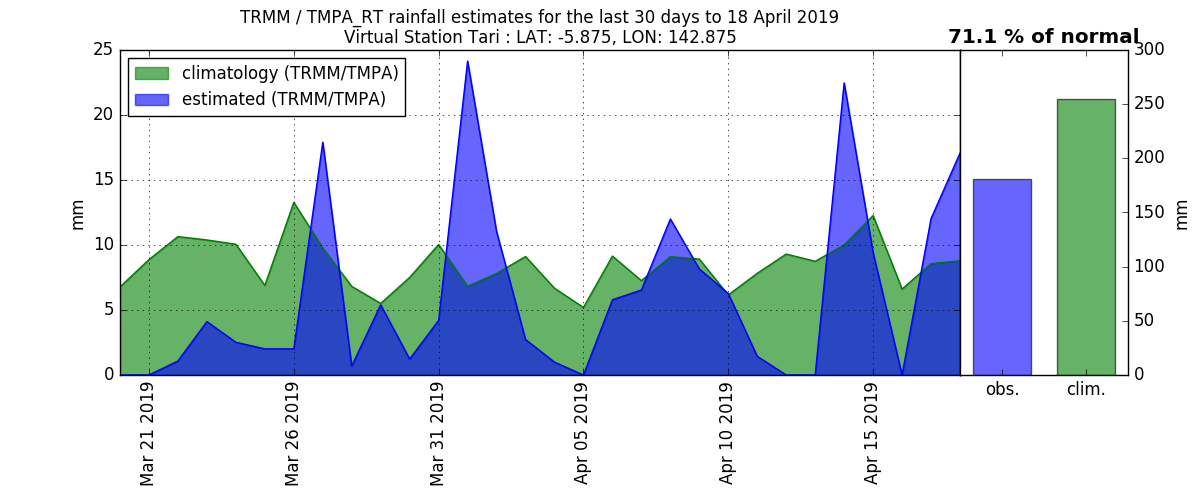 TRMM / TMPA_RT rainfall estimates for the last 30 days to 18 April 2019
Virtual Station Tari : LAT: -5.875, LON: 142.875
71.1 % of normal
climatology (TRMM/TMPA)
estimated (TRMM/TMPA)
25
20
15
10
5
0
mm
Mar 21 2019
Mar 26 2019
Mar 31 2019
Apr 05 2019
Apr 10 2019
Apr 15 2019
obs.
clim.
300
250
200
150
100
50
0
mm